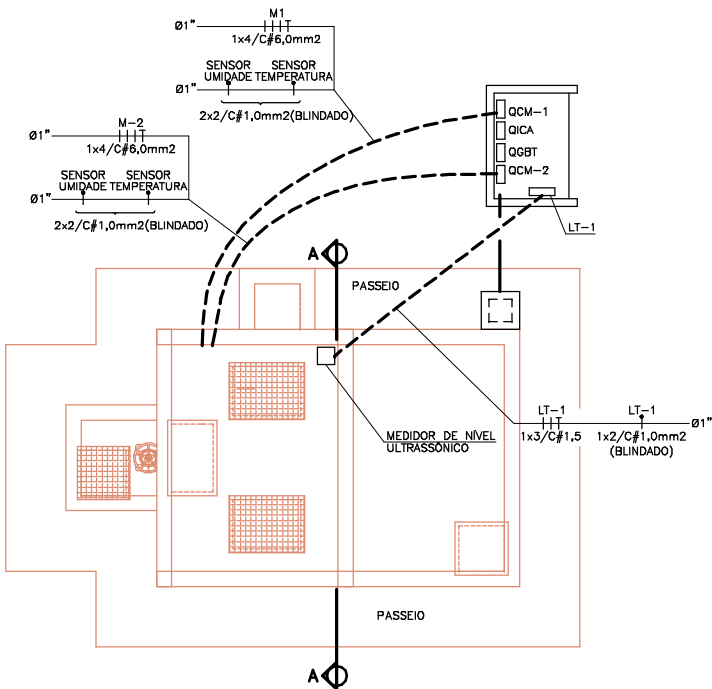 M1
Ø1"
1x4/C#6,0mm2
SENSOR UMIDADE
SENSOR TEMPERATURA
Ø1"
2x2/C#1,0mm2(BLINDADO)
M-2
Ø1"
1x4/C#6,0mm2
SENSOR UMIDADE
SENSOR TEMPERATURA
Ø1"
2x2/C#1,0mm2(BLINDADO)
QCM-1
QICA
QGBT
QCM-2
LT-1
A
PASSEIO
MEDIDOR DE NÍVEL
ULTRASSÔNICO
LT-1
1x3/C#1,5
LT-1
Ø1"
1x2/C#1,0mm2
(BLINDADO)
PASSEIO
A